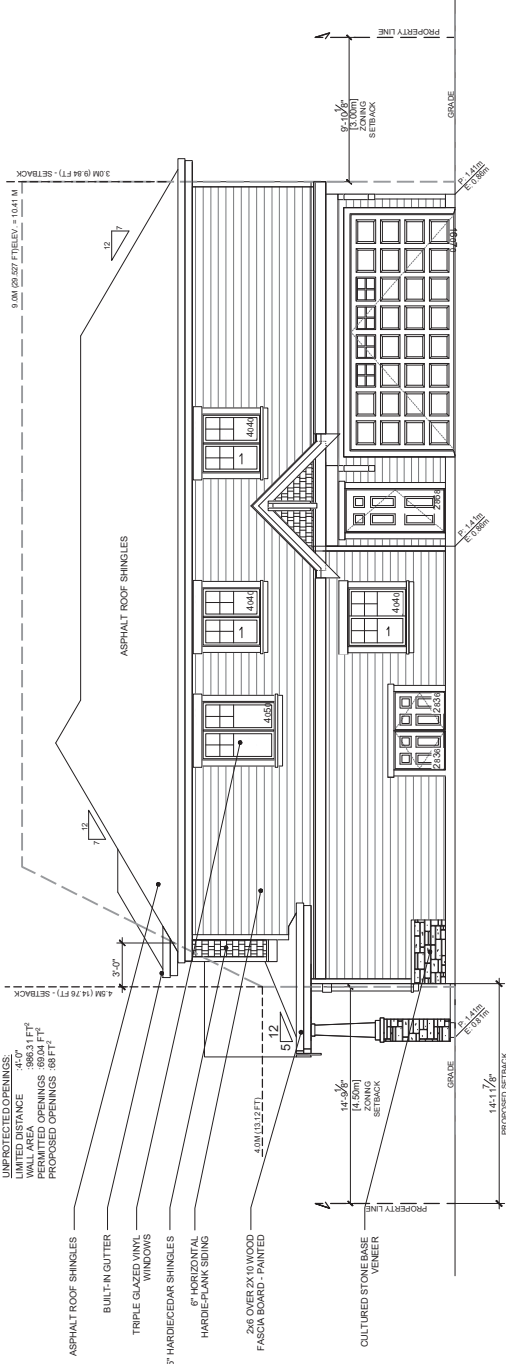 UNPROTECTED OPENINGS:
LIMITED DISTANCE :4'-0"
WALL AREA :986.31 FT²
PERMITTED OPENINGS :69.04 FT²
PROPOSED OPENINGS :68 FT²
ASPHALT ROOF SHINGLES
BUILT-IN GUTTER
TRIPLE GLAZED VINYL
WINDOWS
6" HORIZONTAL
HARDIE-PLANK SIDING
2x6 OVER 2X10 WOOD
FASCIA BOARD - PAINTED
CULTURED STONE BASE
VENEER
4.5M (14.76 FT) - SETBACK
3'-0"
4.0M (13.12 FT)
12
5
12
7
9.0M (29.527 FT)ELEV. = 10.41 M
ASPHALT ROOF SHINGLES
12
7
3.0M (9.84 FT) - SETBACK
4050
1
4040
1
4040
1
4040
2836
2836
2868
16070
PROPERTY LINE
14'-9 1/8"
[4.50m]
ZONING
SETBACK
GRADE
14'-11 7/8"
PROPOSED SETBACK
P: 1.41m
E: 0.81m
P: 1.41m
E: 0.86m
P: 1.41m
E: 0.86m
9'-10 1/8"
[3.00m]
ZONING
SETBACK
PROPERTY LINE
GRADE